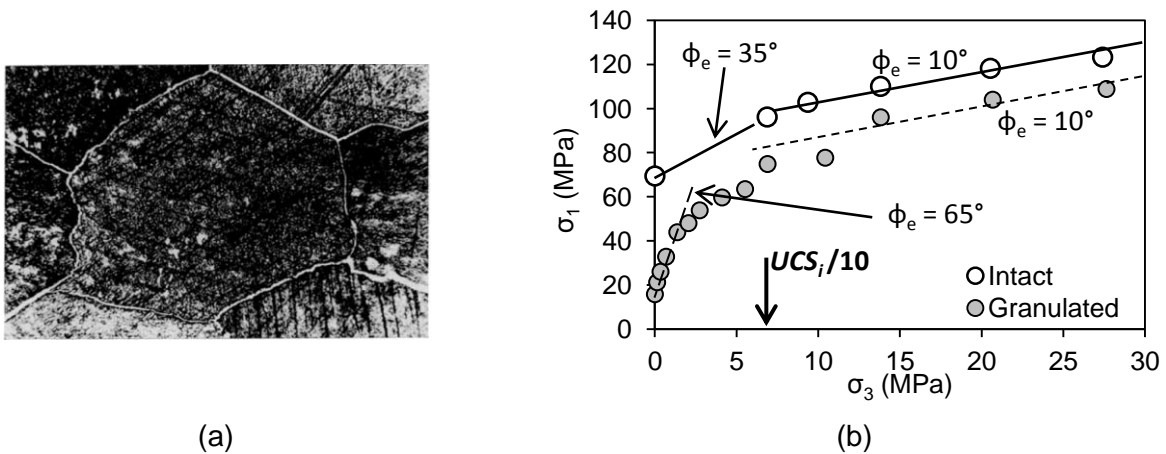 140
120
100
80
60
40
20
0
σ1 (MPa)
ϕe = 35°
ϕe = 10°
ϕe = 10°
ϕe = 65°
UCSi/10
Intact
Granulated
0 5 10 15 20 25 30
σ3 (MPa)
(a) (b)